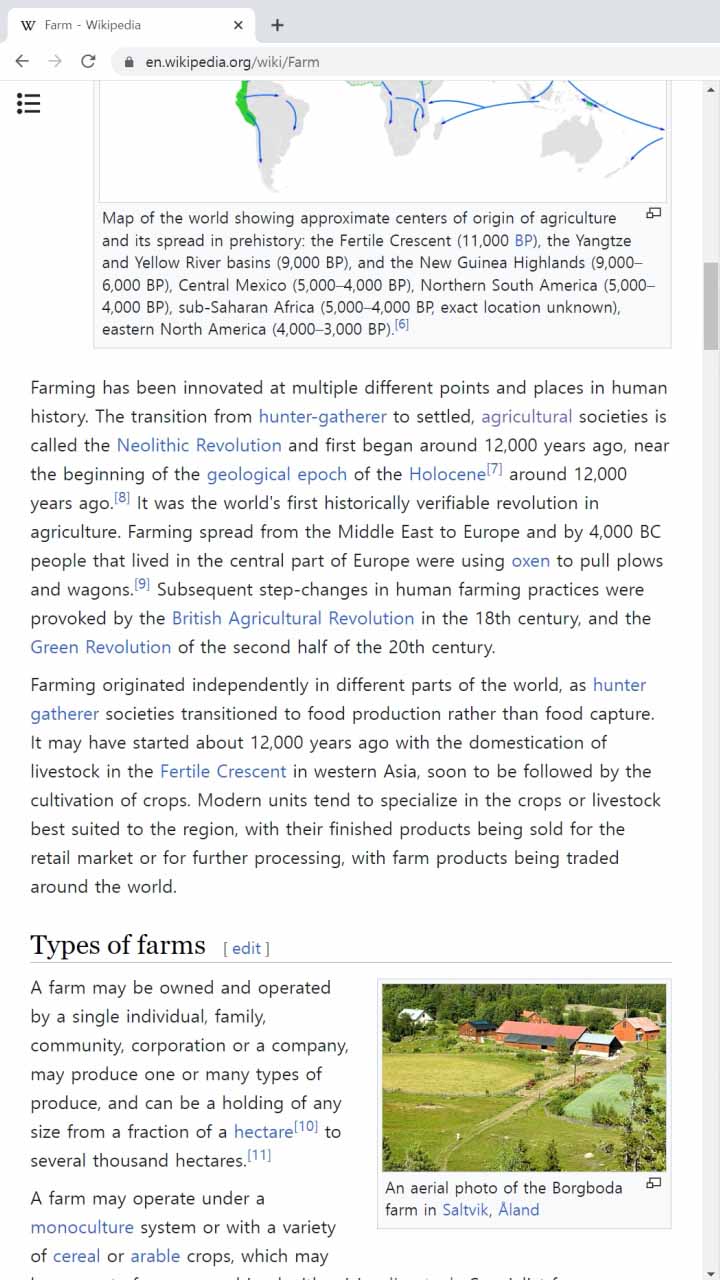 Farm - Wikipedia
en.wikipedia.org/wiki/Farm
Map of the world showing approximate centers of origin of agriculture
and its spread in prehistory: the Fertile Crescent (11,000 BP), the Yangtze
and Yellow River basins (9,000 BP), and the New Guinea Highlands (9,000–
6,000 BP), Central Mexico (5,000–4,000 BP), Northern South America (5,000–
4,000 BP), sub-Saharan Africa (5,000–4,000 BP, exact location unknown),
eastern North America (4,000–3,000 BP).[6]
Farming has been innovated at multiple different points and places in human
history. The transition from hunter-gatherer to settled, agricultural societies is
called the Neolithic Revolution and first began around 12,000 years ago, near
the beginning of the geological epoch of the Holocene[7] around 12,000
years ago.[8] It was the world's first historically verifiable revolution in
agriculture. Farming spread from the Middle East to Europe and by 4,000 BC
people that lived in the central part of Europe were using oxen to pull plows
and wagons.[9] Subsequent step-changes in human farming practices were
provoked by the British Agricultural Revolution in the 18th century, and the
Green Revolution of the second half of the 20th century.
Farming originated independently in different parts of the world, as hunter
gatherer societies transitioned to food production rather than food capture.
It may have started about 12,000 years ago with the domestication of
livestock in the Fertile Crescent in western Asia, soon to be followed by the
cultivation of crops. Modern units tend to specialize in the crops or livestock
best suited to the region, with their finished products being sold for the
retail market or for further processing, with farm products being traded
around the world.
Types of farms [ edit ]
A farm may be owned and operated
by a single individual, family,
community, corporation or a company,
may produce one or many types of
produce, and can be a holding of any
size from a fraction of a hectare[10] to
several thousand hectares.[11]
An aerial photo of the Borgboda
farm in Saltvik, Åland
A farm may operate under a
monoculture system or with a variety
of cereal or arable crops, which may